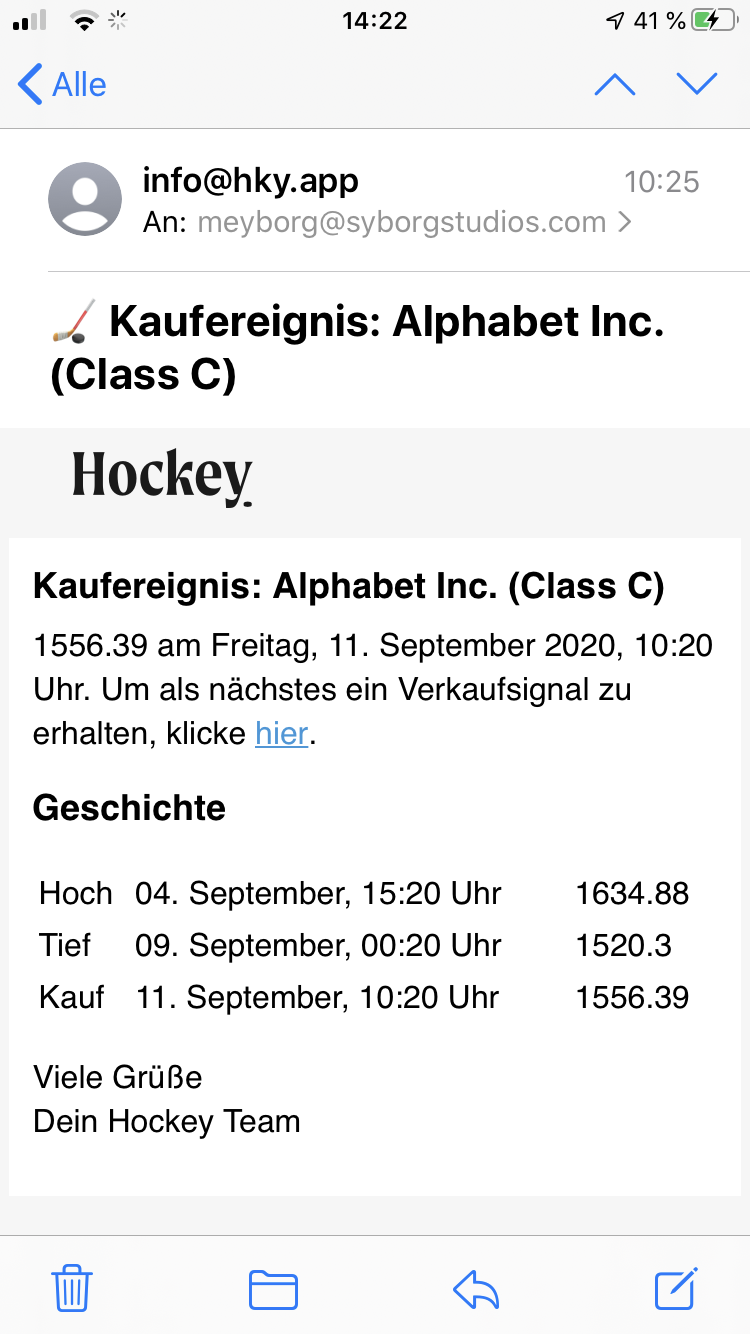 14:22
41 %
Alle
info@hky.app 10:25
An: meyborg@syborgstudios.com
Kaufereignis: Alphabet Inc.
(Class C)
Hockey
Kaufereignis: Alphabet Inc. (Class C)
1556.39 am Freitag, 11. September 2020, 10:20
Uhr. Um als nächstes ein Verkaufsignal zu
erhalten, klicke hier.
Geschichte
Hoch 04. September, 15:20 Uhr 1634.88
Tief 09. September, 00:20 Uhr 1520.3
Kauf 11. September, 10:20 Uhr 1556.39
Viele Grüße
Dein Hockey Team